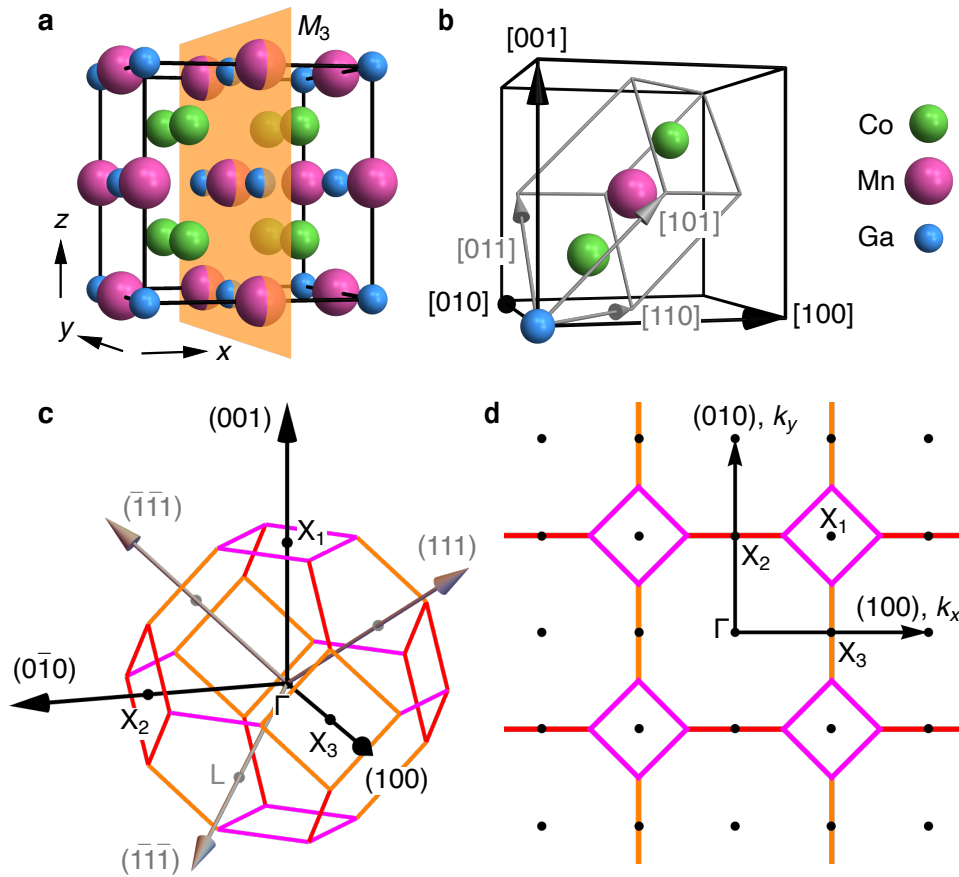 a
M₃
z
y
x
b
[001]
[011]
[101]
[010]
[110]
[100]
Co
Mn
Ga
c
(001)
(1̅1̅1)
X₁
(111)
(01̅0)
X₂
Γ
X₃
L
(100)
(1̅1̅1̅)
d
(010), kᵧ
X₁
X₂
(100), kₓ
Γ
X₃